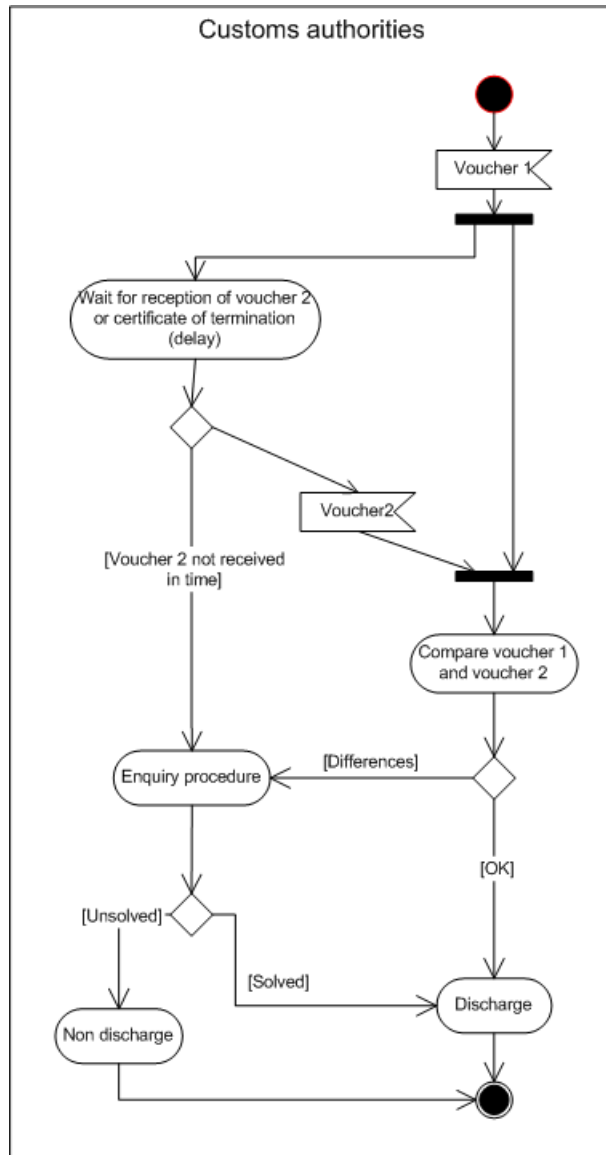 Customs authorities
Voucher 1
Wait for reception of voucher 2
or certificate of termination
(delay)
Voucher2
[Voucher 2 not received
in time]
Compare voucher 1
and voucher 2
[Differences]
Enquiry procedure
[OK]
[Unsolved]
[Solved]
Discharge
Non discharge